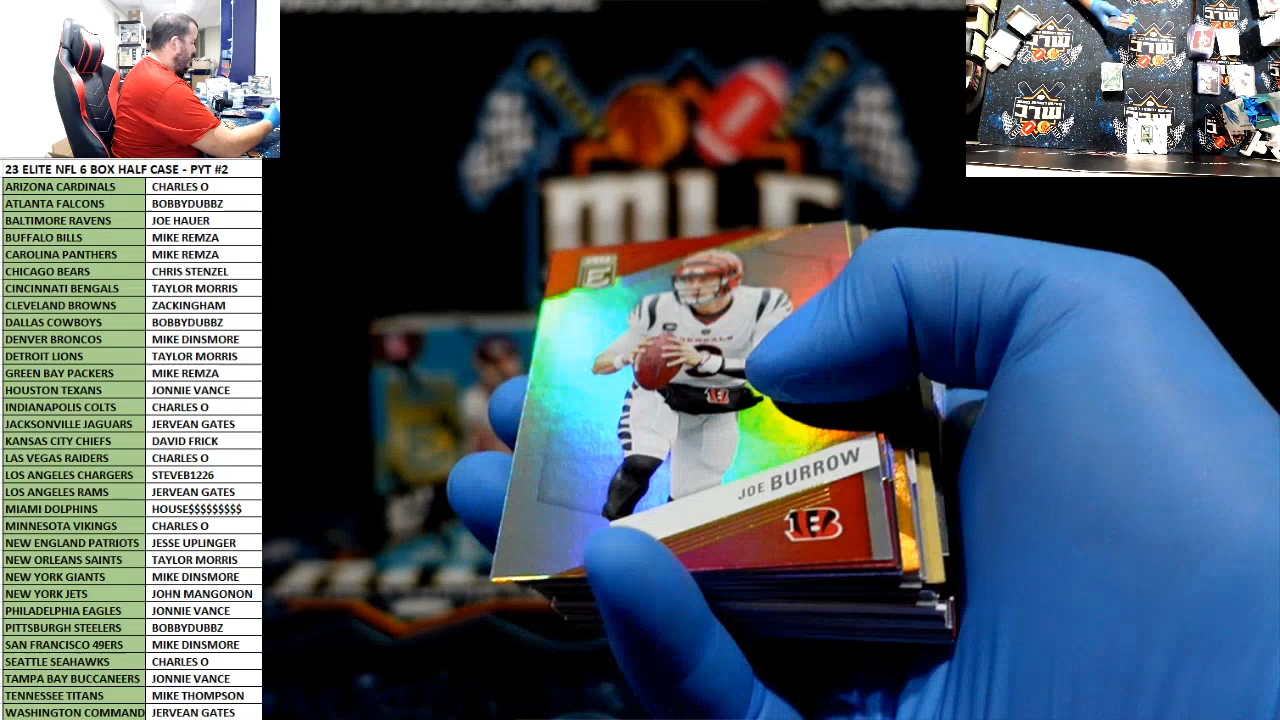 23 ELITE NFL 6 BOX HALF CASE - PYT #2
ARIZONA CARDINALS CHARLES O
ATLANTA FALCONS BOBBYDUBBZ
BALTIMORE RAVENS JOE HAUER
BUFFALO BILLS MIKE REMZA
CAROLINA PANTHERS MIKE REMZA
CHICAGO BEARS CHRIS STENZEL
CINCINNATI BENGALS TAYLOR MORRIS
CLEVELAND BROWNS ZACKINGHAM
DALLAS COWBOYS BOBBYDUBBZ
DENVER BRONCOS MIKE DINSMORE
DETROIT LIONS TAYLOR MORRIS
GREEN BAY PACKERS MIKE REMZA
HOUSTON TEXANS JONNIE VANCE
INDIANAPOLIS COLTS CHARLES O
JACKSONVILLE JAGUARS JERVEAN GATES
KANSAS CITY CHIEFS DAVID FRICK
LAS VEGAS RAIDERS CHARLES O
LOS ANGELES CHARGERS STEVEB1226
LOS ANGELES RAMS JERVEAN GATES
MIAMI DOLPHINS HOUSE$$$$$$$$$
MINNESOTA VIKINGS CHARLES O
NEW ENGLAND PATRIOTS JESSE UPLINGER
NEW ORLEANS SAINTS TAYLOR MORRIS
NEW YORK GIANTS MIKE DINSMORE
NEW YORK JETS JOHN MANGONON
PHILADELPHIA EAGLES JONNIE VANCE
PITTSBURGH STEELERS BOBBYDUBBZ
SAN FRANCISCO 49ERS MIKE DINSMORE
SEATTLE SEAHAWKS CHARLES O
TAMPA BAY BUCCANEERS JONNIE VANCE
TENNESSEE TITANS MIKE THOMPSON
WASHINGTON COMMAND JERVEAN GATES
JOE BURROW
B